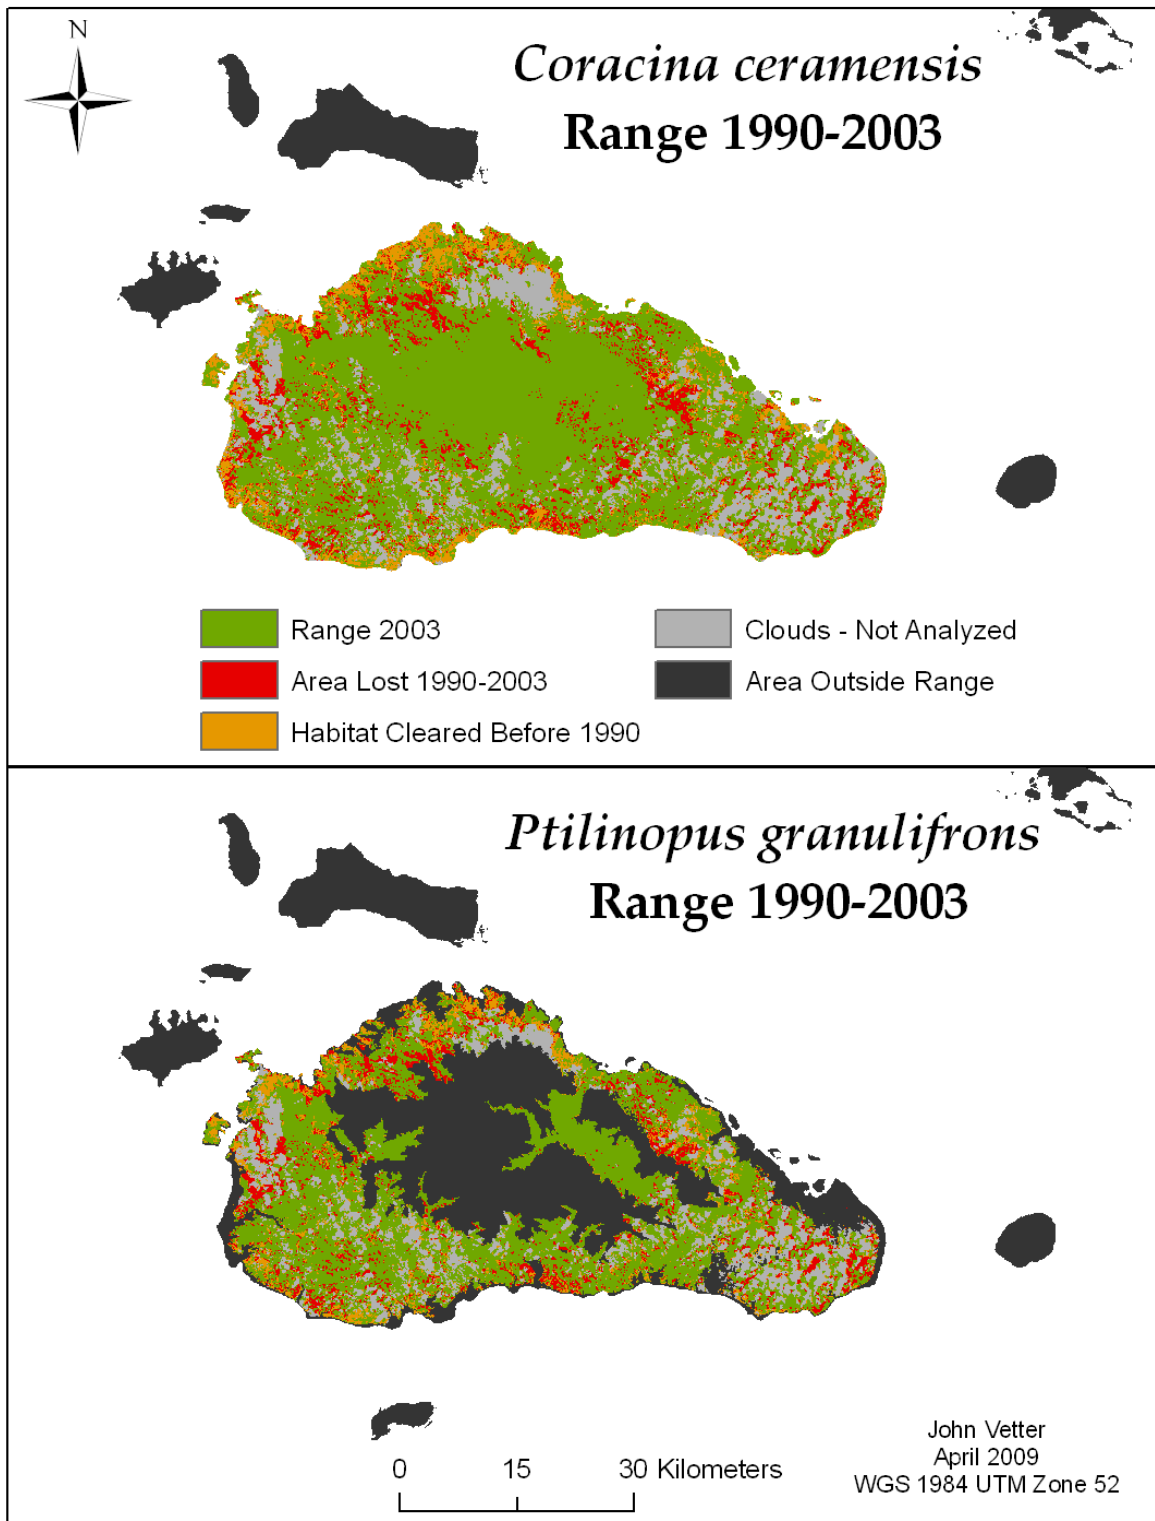 N
Coracina ceramensis
Range 1990-2003
Range 2003
Clouds - Not Analyzed
Area Lost 1990-2003
Area Outside Range
Habitat Cleared Before 1990
Ptilinopus granulifrons
Range 1990-2003
0 15 30 Kilometers
John Vetter
April 2009
WGS 1984 UTM Zone 52